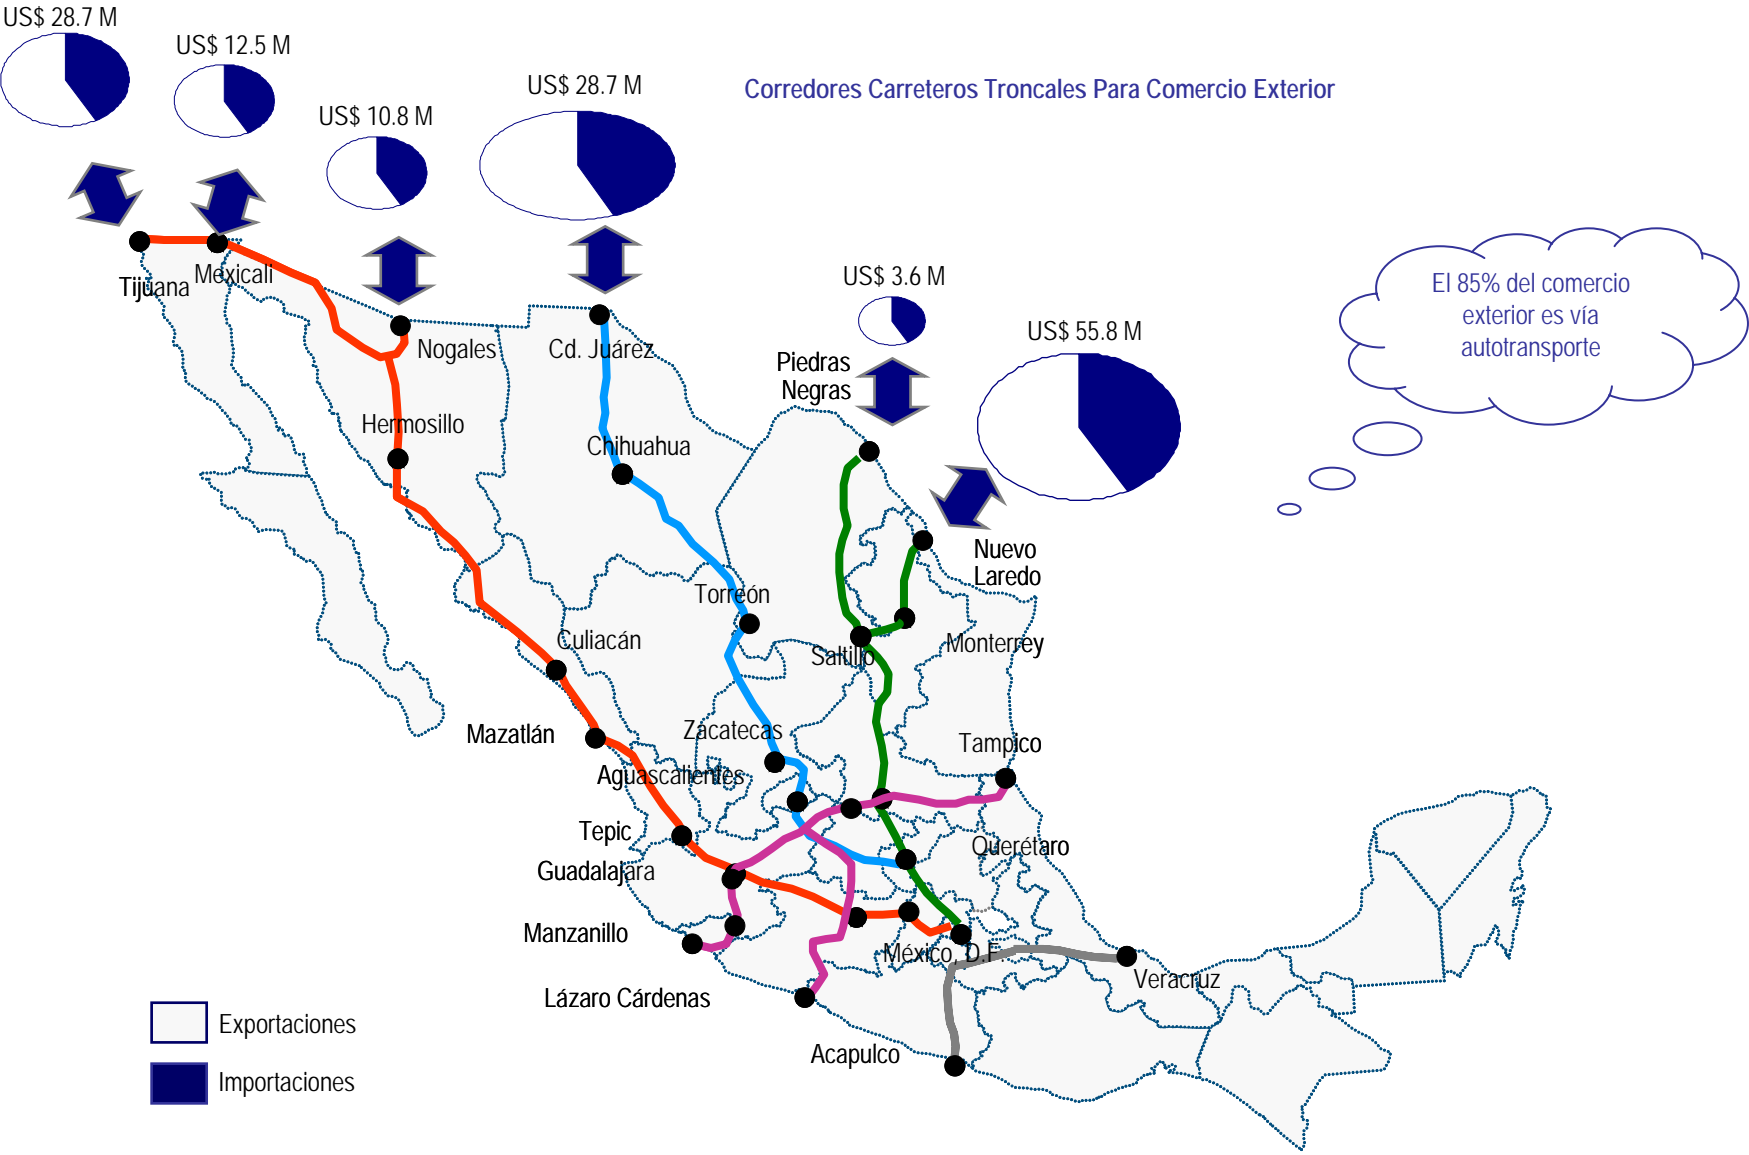 US$ 28.7 M
US$ 12.5 M
US$ 10.8 M
US$ 28.7 M
Corredores Carreteros Troncales Para Comercio Exterior
US$ 3.6 M
US$ 55.8 M
El 85% del comercio
exterior es vía
autotransporte
Tijuana
Mexicali
Nogales
Cd. Juárez
Piedras
Negras
Hermosillo
Chihuahua
Nuevo
Laredo
Torreón
Culiacán
Saltillo
Monterrey
Mazatlán
Zacatecas
Tampico
Aguascalientes
Tepic
Querétaro
Guadalajara
Manzanillo
México, D.F.
Veracruz
Lázaro Cárdenas
Acapulco
Exportaciones
Importaciones